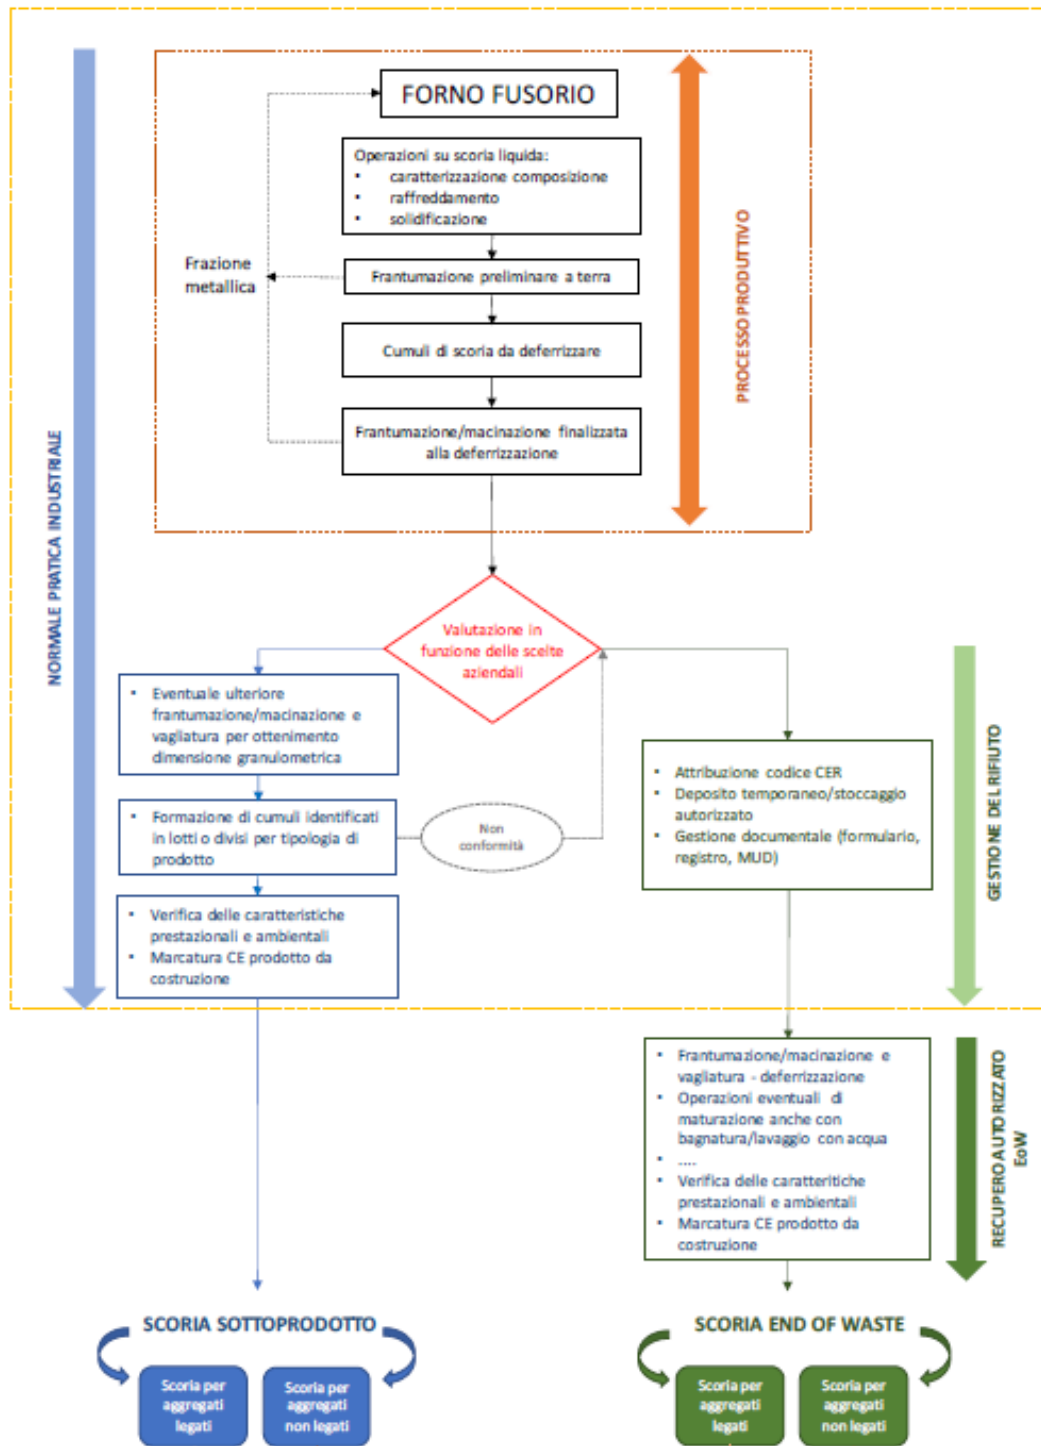 FORNO FUSORIO
Operazioni su scoria liquida:
▪ caratterizzazione composizione
▪ raffreddamento
▪ solidificazione
Frazione
metallica
Frantumazione preliminare a terra
Cumuli di scoria da deferrizzare
Frantumazione/macinazione finalizzata
alla deferrizzazione
PROCESSO PRODUTTIVO
NORMALE PRATICA INDUSTRIALE
Valutazione in
funzione delle scelte
aziendali
▪ Eventuale ulteriore
frantumazione/macinazione e
vagliatura per ottenimento
dimensione granulometrica
▪ Formazione di cumuli identificati
in lotti o divisi per tipologia di
prodotto
Non
conformità
▪ Verifica delle caratteristiche
prestazionali e ambientali
▪ Marcatura CE prodotto da
costruzione
▪ Attribuzione codice CER
▪ Deposito temporaneo/stoccaggio
autorizzato
▪ Gestione documentale (formulario,
registro, MUD)
GESTIONE DEL RIFIUTO
▪ Frantumazione/macinazione e
vagliatura - deferrizzazione
▪ Operazioni eventuali di
maturazione anche con
bagnatura/lavaggio con acqua
▪ ....
▪ Verifica delle caratteritiche
prestazionali e ambientali
▪ Marcatura CE prodotto da
costruzione
RECUPERO AUTORIZZATO
EoW
SCORIA SOTTOPRODOTTO
Scoria per
aggregati
legati
Scoria per
aggregati
non legati
SCORIA END OF WASTE
Scoria per
aggregati
legati
Scoria per
aggregati
non legati